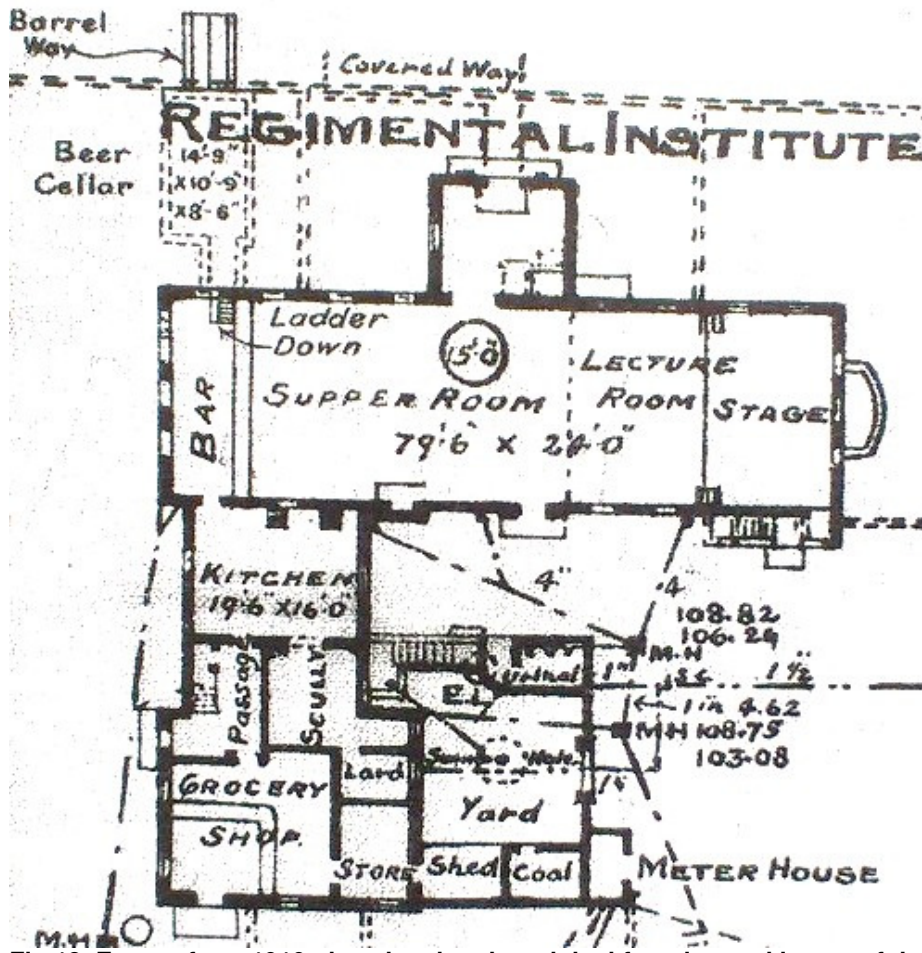 Barrel
Way
Covered Way
REGIMENTAL INSTITUTE
Beer
Cellar
14'-9"
X10'-9"
X8'-6"
Ladder
Down
15'-0"
LECTURE
ROOM
SUPPER ROOM
STAGE
BAR
79'.6" X 24'.0"
KITCHEN
19'.6" X 16'.0"
4"
4"
108.82
106.24
M.H
Urinal
1½
1 in 4.62
MH 108.75
103.08
Passage
Scully
E.
Lard
GROCERY
SHOP.
Yard
STORE
Shed
Coal
METER HOUSE
M.H